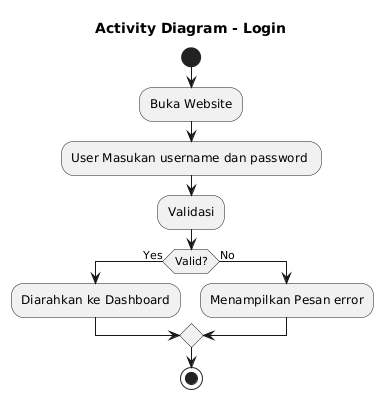 Activity Diagram - Login
Buka Website
User Masukan username dan password
Validasi
Yes
Valid?
No
Diarahkan ke Dashboard
Menampilkan Pesan error